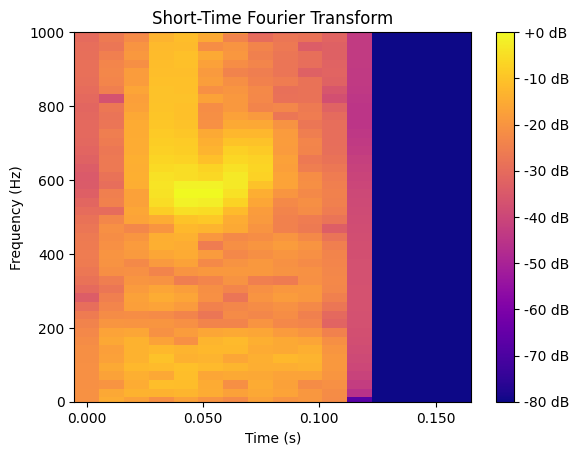 Short-Time Fourier Transform
1000
800
600
400
200
0
Frequency (Hz)
0.000
0.050
0.100
0.150
Time (s)
+0 dB
-10 dB
-20 dB
-30 dB
-40 dB
-50 dB
-60 dB
-70 dB
-80 dB